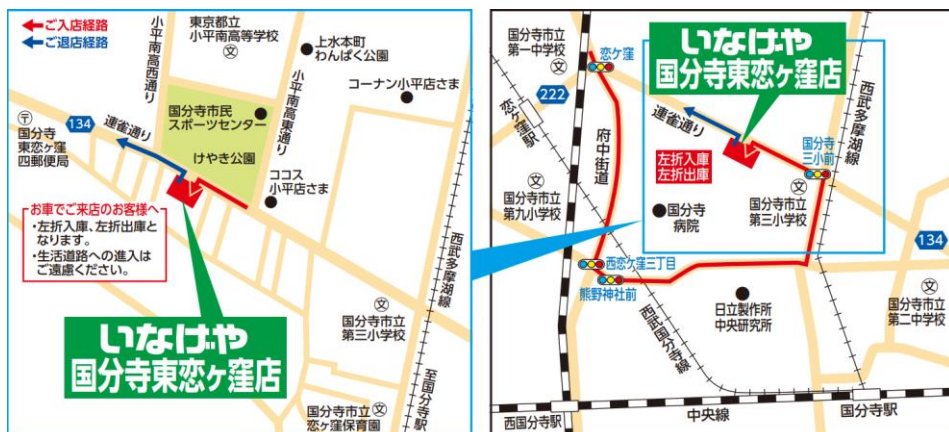 ご入店経路
ご退店経路
小平南高西通り
東京都立
小平南高等学校
文
小平南高東通り
上水本町
わんぱく公園
コーナン小平店さま
国分寺市民
スポーツセンター
けやき公園
〒
国分寺
東恋ヶ窪
四郵便局
134
連雀通り
ココス
小平店さま
お車でご来店のお客様へ
・左折入庫、左折出庫と
なります。
・生活道路への進入は
ご遠慮ください。
いなげや
国分寺東恋ヶ窪店
西武多摩湖線
文
国分寺市立
第三小学校
国分寺市立
恋ヶ窪保育園
文
至国分寺駅
国分寺市立
第一中学校
文
恋ケ窪
222
恋ヶ窪駅
府中街道
連雀通り
いなげや
国分寺東恋ヶ窪店
西武多摩湖線
国分寺
三小前
左折入庫
左折出庫
文
国分寺市立
第九小学校
国分寺
病院
文
国分寺市立
第三小学校
134
西恋ケ窪三丁目
熊野神社前
西武国分寺線
日立製作所
中央研究所
文
国分寺市立
第二中学校
西国分寺駅
中央線
国分寺駅